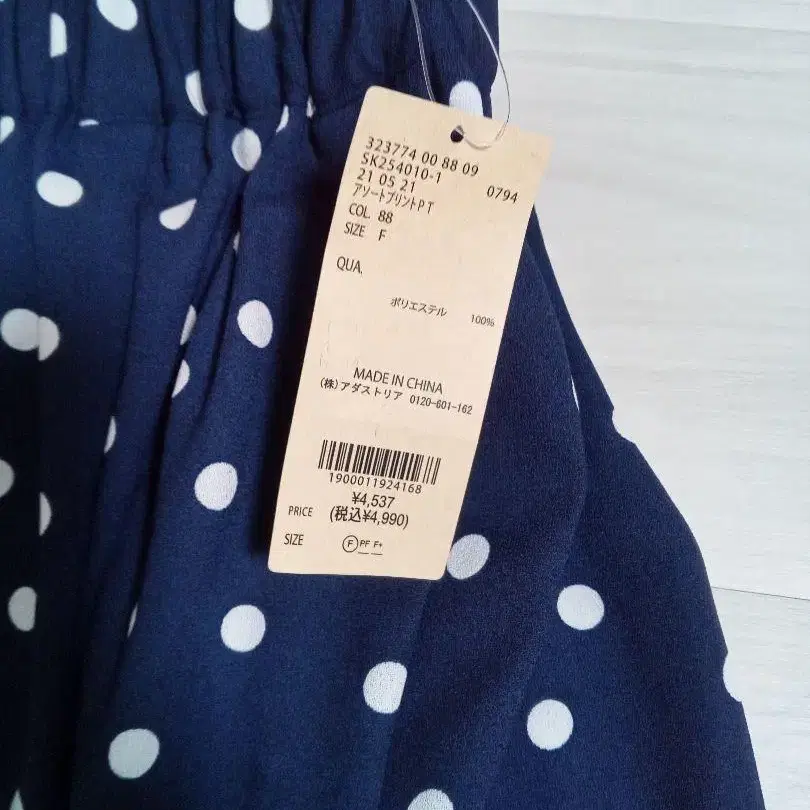 323774 00 88 09
SK254010-1
21 05 21 0794
アソートプリントPT
COL. 88
SIZE F
QUA.
ポリエステル 100%
MADE IN CHINA
(株)アダストリア 0120-601-162
1900011924168
¥4,537
PRICE (税込¥4,990)
SIZE F PF F+